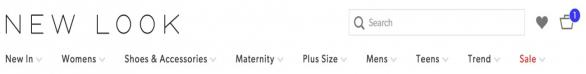 NEW LOOK
Search
1
New In Womens Shoes & Accessories Maternity Plus Size Mens Teens Trend Sale